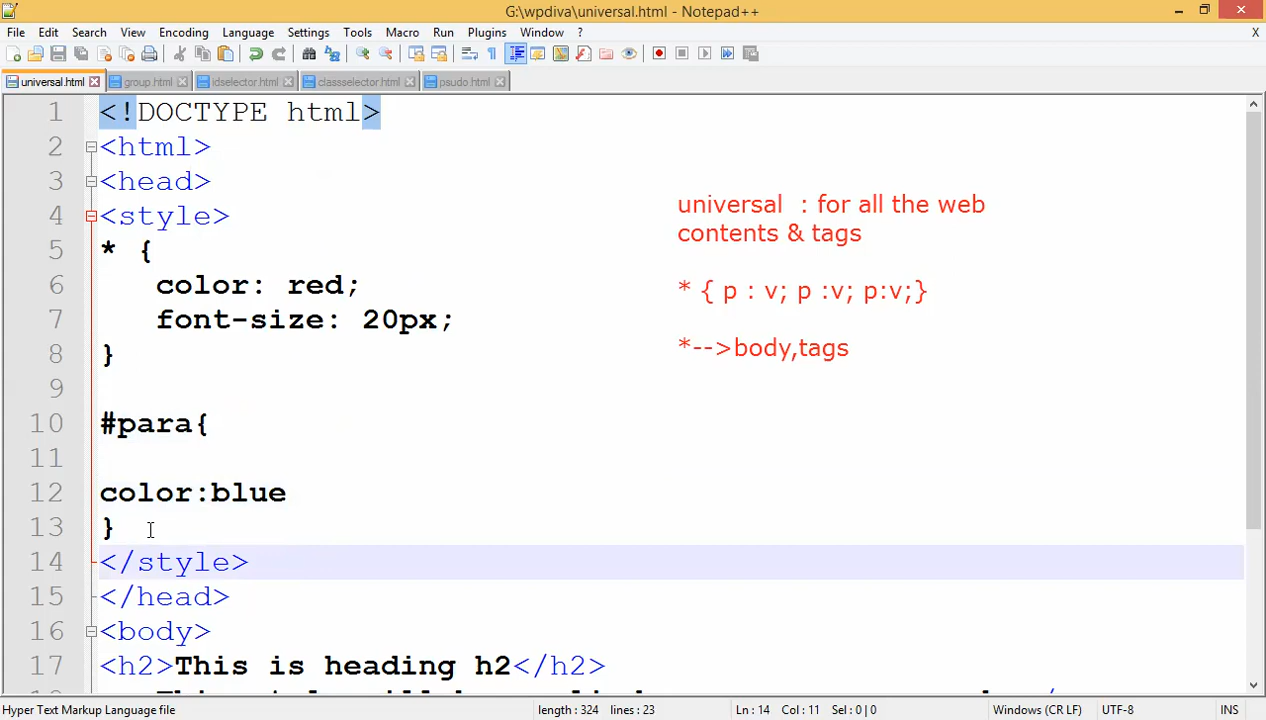 G:\wpdiva\universal.html - Notepad++
File Edit Search View Encoding Language Settings Tools Macro Run Plugins Window ? X
universal.html group.html idselector.html classselector.html psudo.html
1 <!DOCTYPE html>
2 <html>
3 <head>
4 <style>
5 * {
6 color: red;
7 font-size: 20px;
8 }
9
10 #para{
11
12 color:blue
13 }
14 </style>
15 </head>
16 <body>
17 <h2>This is heading h2</h2>
universal : for all the web
contents & tags
* { p : v; p :v; p:v;}
*-->body,tags
Hyper Text Markup Language file length : 324 lines : 23 Ln : 14 Col : 11 Sel : 0 | 0 Windows (CR LF) UTF-8 INS